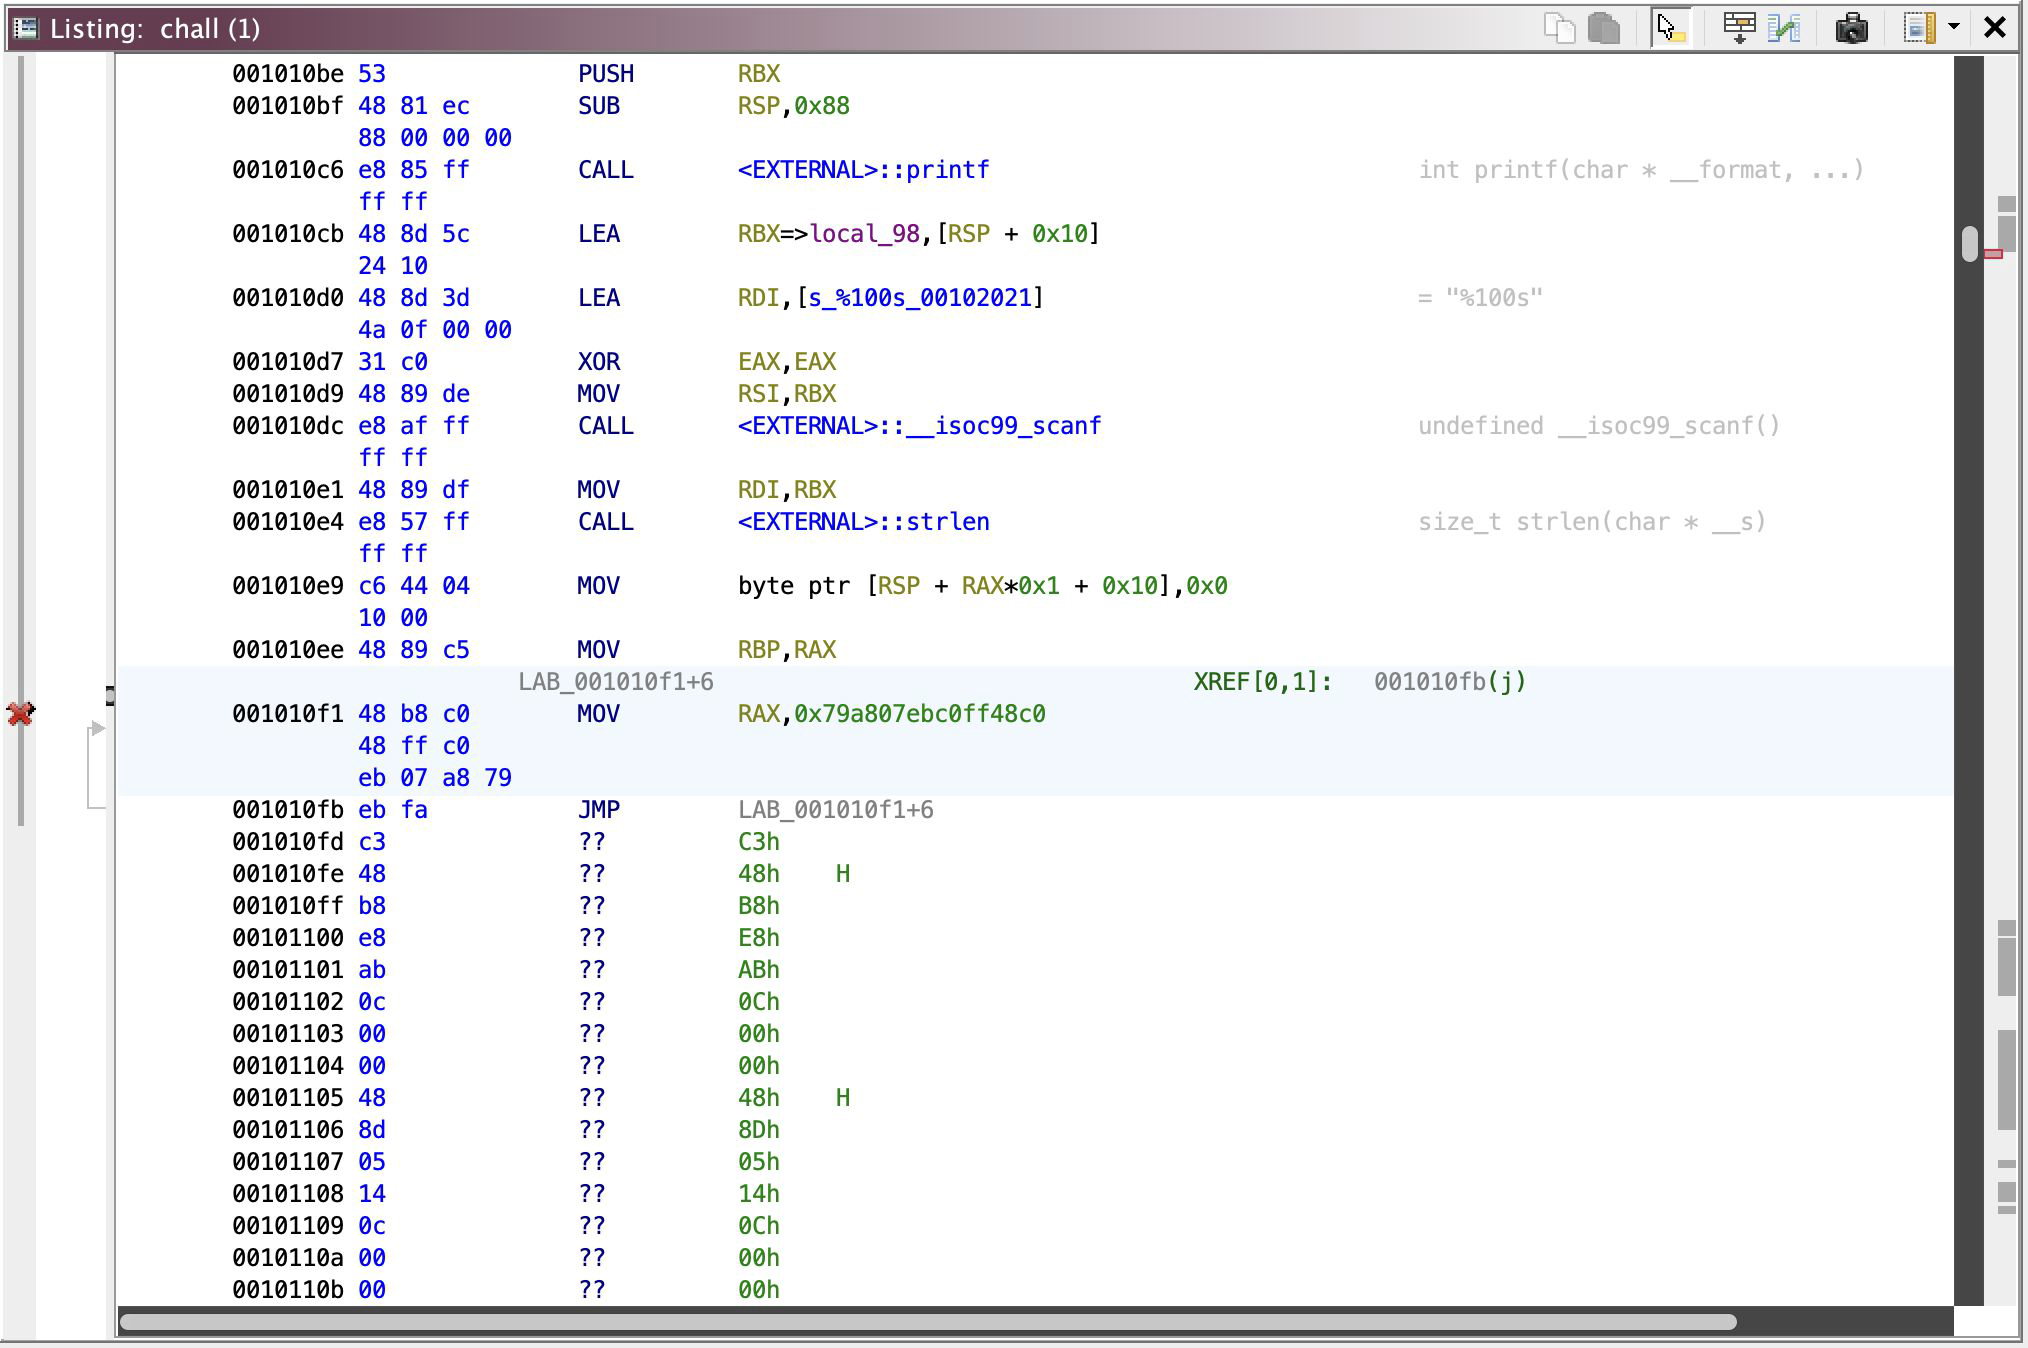 Listing: chall (1)
001010be 53 PUSH RBX
001010bf 48 81 ec SUB RSP,0x88
88 00 00 00
001010c6 e8 85 ff CALL <EXTERNAL>::printf int printf(char * __format, ...)
ff ff
001010cb 48 8d 5c LEA RBX=>local_98,[RSP + 0x10]
24 10
001010d0 48 8d 3d LEA RDI,[s_%100s_00102021] = "%100s"
4a 0f 00 00
001010d7 31 c0 XOR EAX,EAX
001010d9 48 89 de MOV RSI,RBX
001010dc e8 af ff CALL <EXTERNAL>::__isoc99_scanf undefined __isoc99_scanf()
ff ff
001010e1 48 89 df MOV RDI,RBX
001010e4 e8 57 ff CALL <EXTERNAL>::strlen size_t strlen(char * __s)
ff ff
001010e9 c6 44 04 MOV byte ptr [RSP + RAX*0x1 + 0x10],0x0
10 00
001010ee 48 89 c5 MOV RBP,RAX
LAB_001010f1+6 XREF[0,1]: 001010fb(j)
001010f1 48 b8 c0 MOV RAX,0x79a807ebc0ff48c0
48 ff c0
eb 07 a8 79
001010fb eb fa JMP LAB_001010f1+6
001010fd c3 ?? C3h
001010fe 48 ?? 48h H
001010ff b8 ?? B8h
00101100 e8 ?? E8h
00101101 ab ?? ABh
00101102 0c ?? 0Ch
00101103 00 ?? 00h
00101104 00 ?? 00h
00101105 48 ?? 48h H
00101106 8d ?? 8Dh
00101107 05 ?? 05h
00101108 14 ?? 14h
00101109 0c ?? 0Ch
0010110a 00 ?? 00h
0010110b 00 ?? 00h